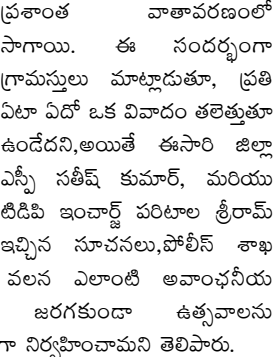 ప్రశాంత వాతావరణంలో
సాగాయి. ఈ సందర్భంగా
గ్రామస్తులు మాట్లాడుతూ, ప్రతి
ఏటా ఏదో ఒక వివాదం తలెత్తుతూ
ఉండేదని,అయితే ఈసారి జిల్లా
ఎస్పీ సతీష్ కుమార్, మరియు
టిడిపి ఇంచార్జ్ పరిటాల శ్రీరామ్
ఇచ్చిన సూచనలు,పోలీస్ శాఖ
వలన ఎలాంటి అవాంఛనీయ
జరగకుండా ఉత్సవాలను
నిర్వహించామని తెలిపారు.